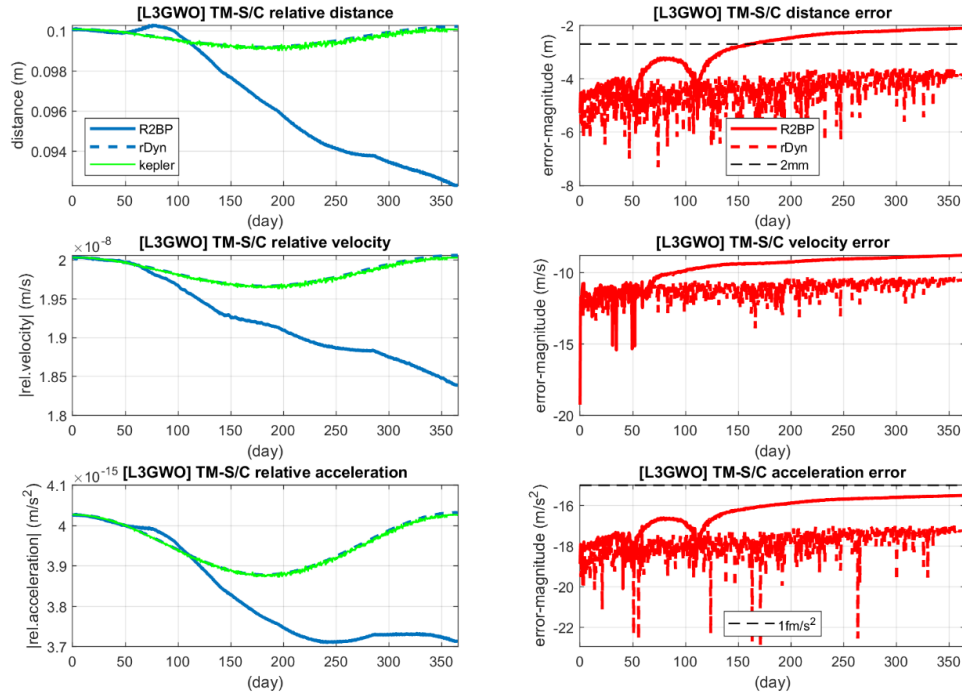 [L3GWO] TM-S/C relative distance
distance (m)
0.1
0.098
0.096
0.094
R2BP
rDyn
kepler
0 50 100 150 200 250 300 350
(day)
[L3GWO] TM-S/C distance error
error-magnitude (m)
-2
-4
-6
-8
R2BP
rDyn
2mm
0 50 100 150 200 250 300 350
(day)
[L3GWO] TM-S/C relative velocity
×10⁻⁸
|rel.velocity| (m/s)
2
1.95
1.9
1.85
1.8
0 50 100 150 200 250 300 350
(day)
[L3GWO] TM-S/C velocity error
error-magnitude (m/s)
-10
-15
-20
0 50 100 150 200 250 300 350
(day)
[L3GWO] TM-S/C relative acceleration
×10⁻¹⁵
|rel.acceleration| (m/s²)
4.1
4
3.9
3.8
3.7
0 50 100 150 200 250 300 350
(day)
[L3GWO] TM-S/C acceleration error
error-magnitude (m/s²)
-16
-18
-20
-22
1fm/s²
0 50 100 150 200 250 300 350
(day)